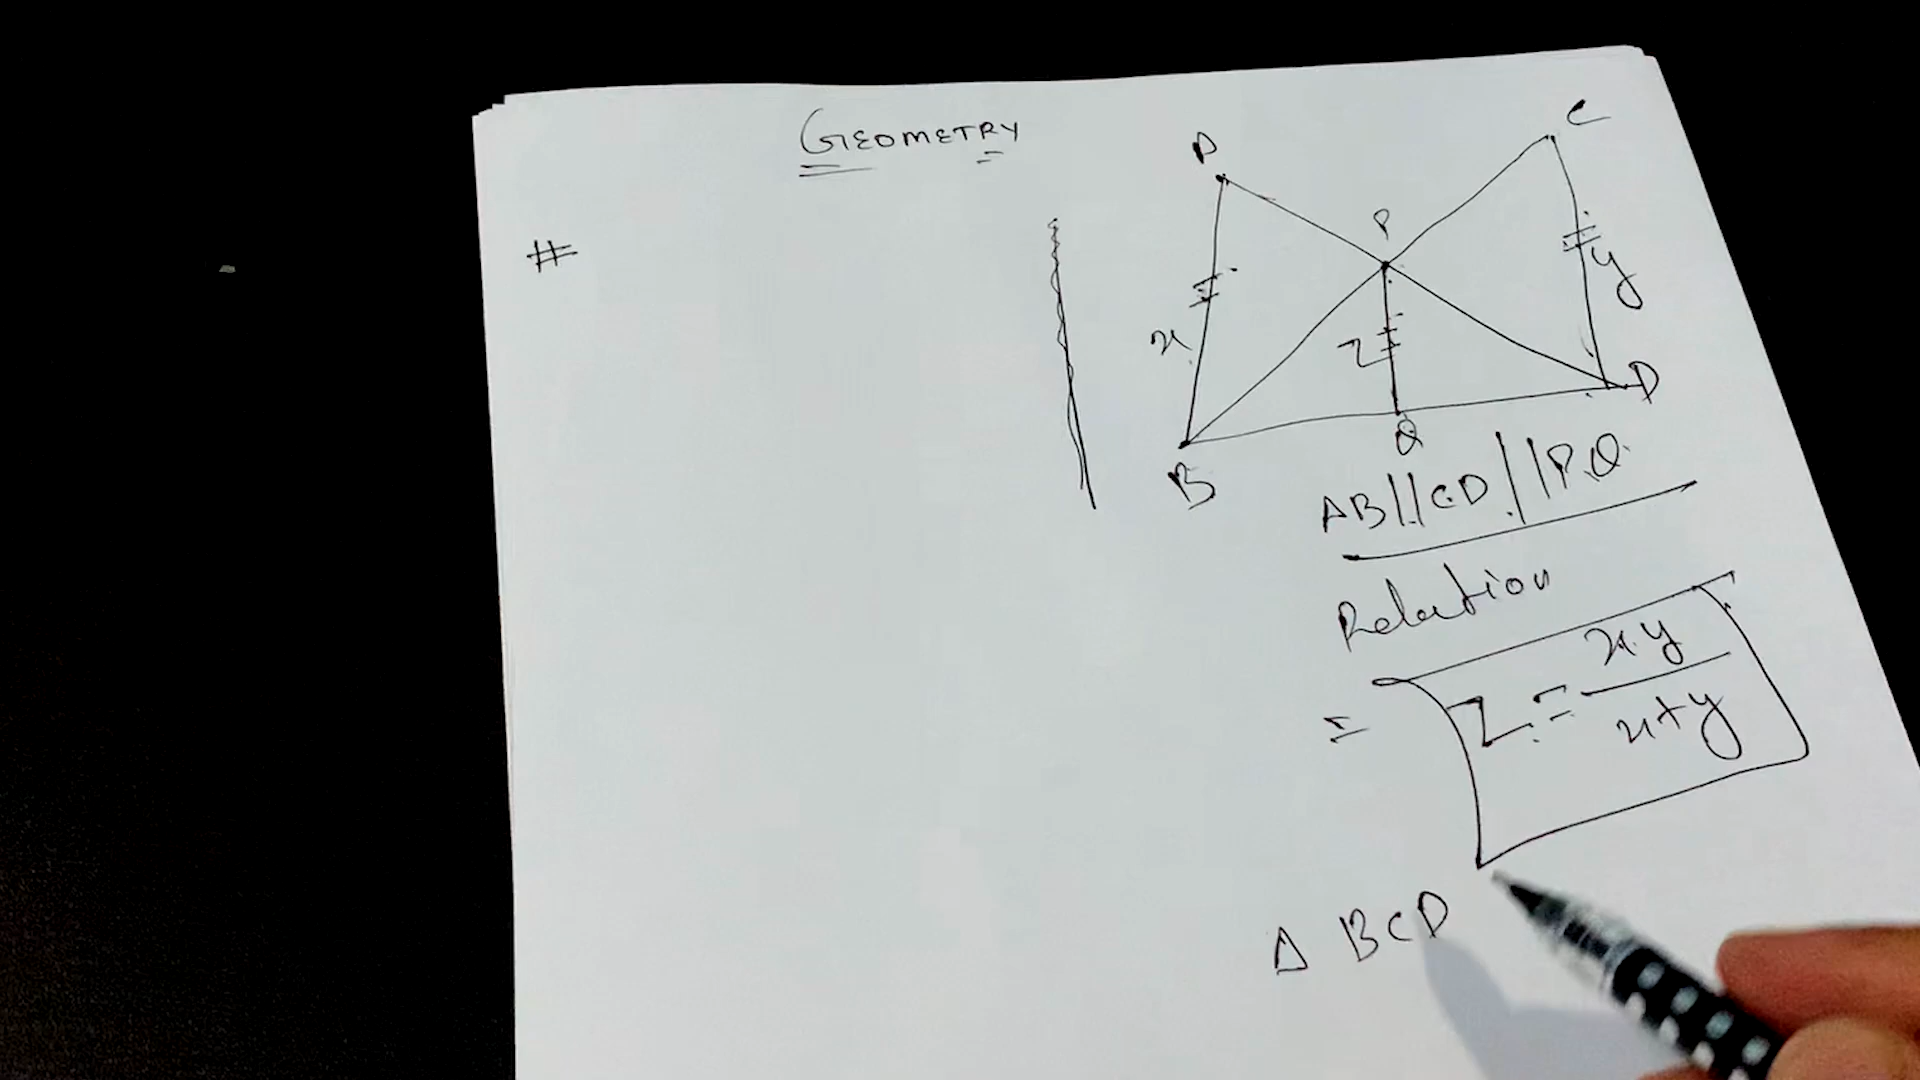 GEOMETRY
#
A
C
P
x
z
y
B
Q
D
AB||CD||PQ
Relation
= z = x.y / x+y
Δ BCD